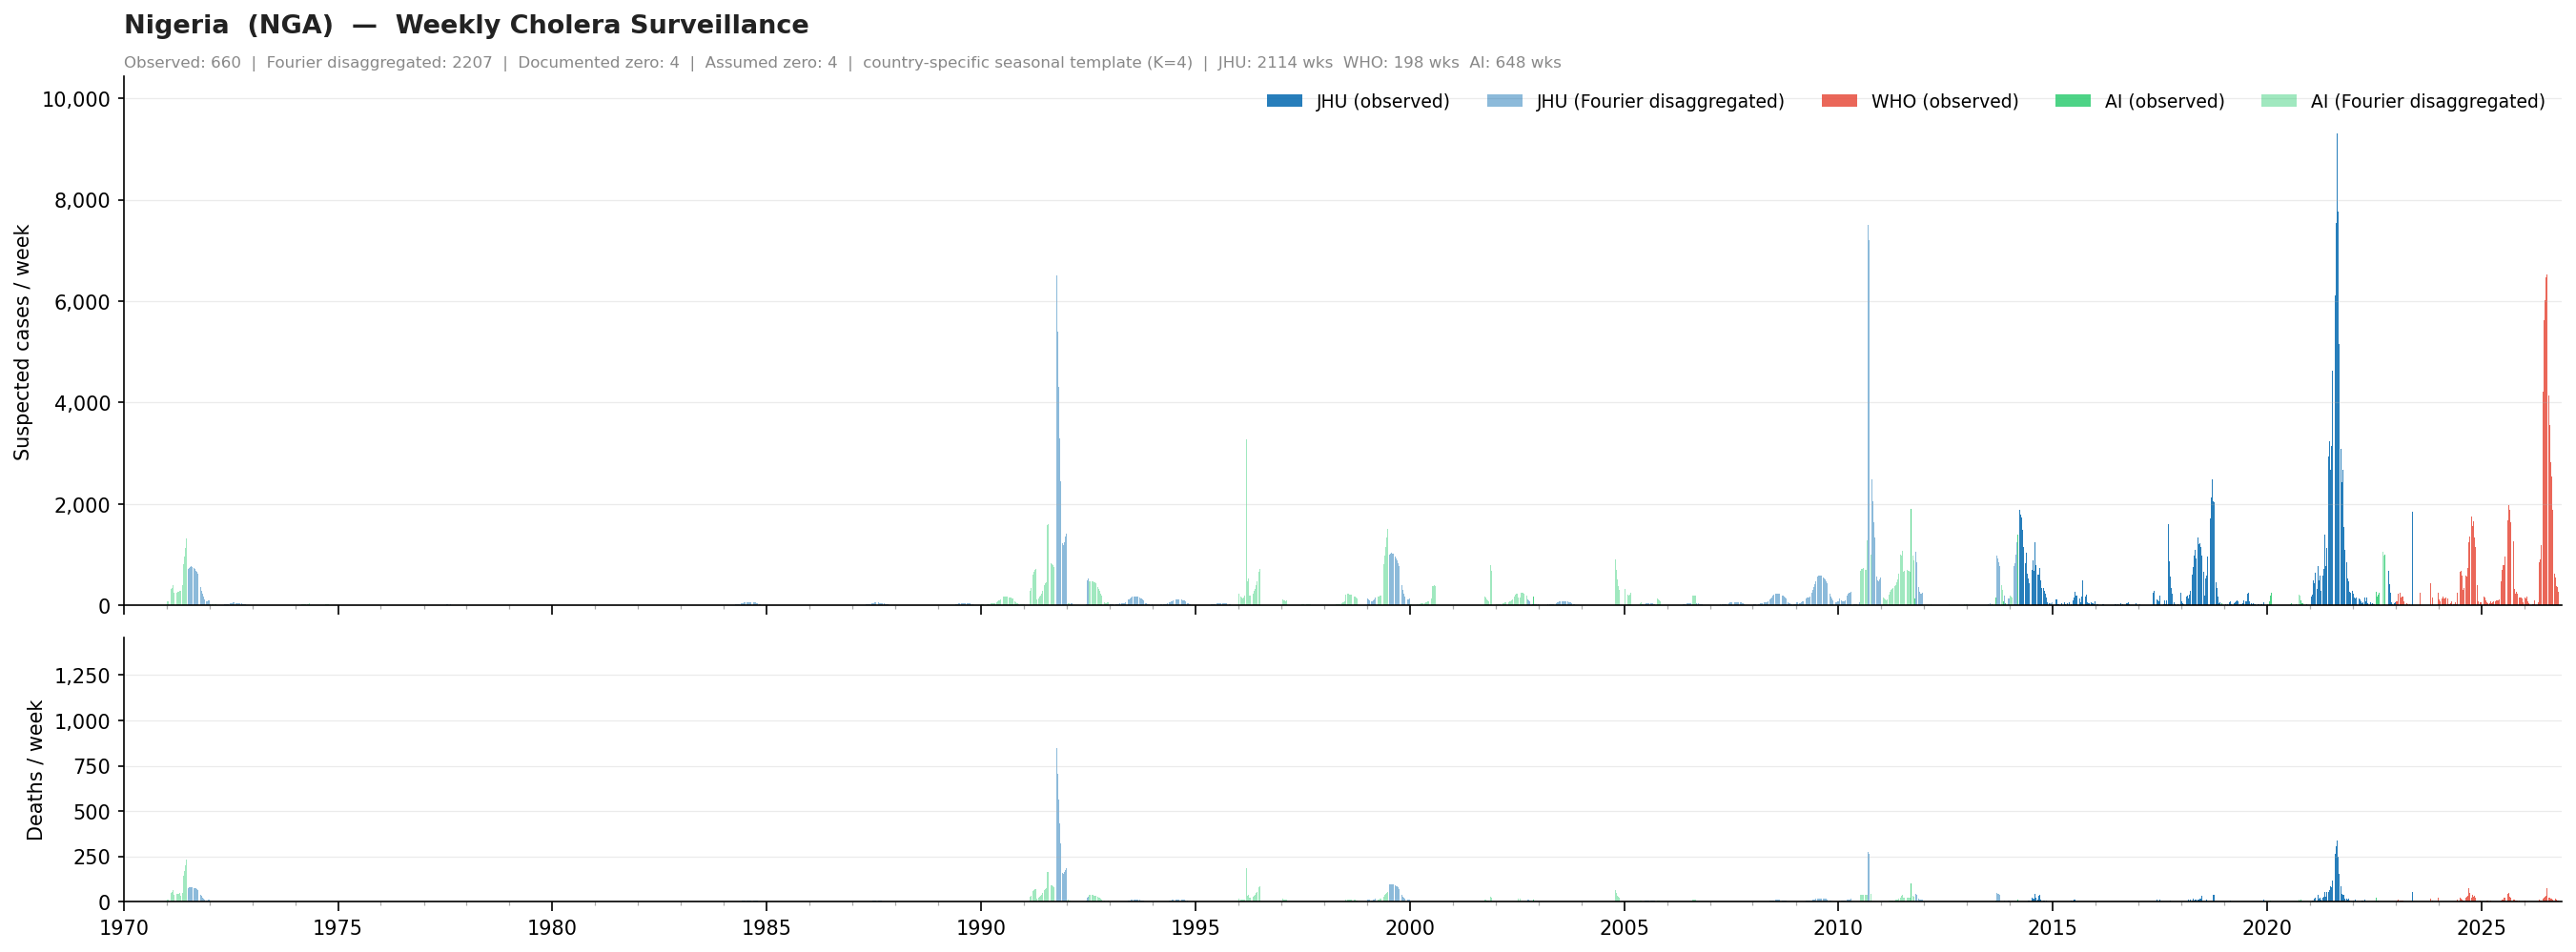 Nigeria  (NGA)  —  Weekly Cholera Surveillance
Observed: 660  |  Fourier disaggregated: 2207  |  Documented zero: 4  |  Assumed zero: 4  |  country-specific seasonal template (K=4)  |  JHU: 2114 wks  WHO: 198 wks  AI: 648 wks
JHU (observed)  JHU (Fourier disaggregated)  WHO (observed)  AI (observed)  AI (Fourier disaggregated)
Suspected cases / week
10,000
8,000
6,000
4,000
2,000
0
Deaths / week
1,250
1,000
750
500
250
0
1970  1975  1980  1985  1990  1995  2000  2005  2010  2015  2020  2025